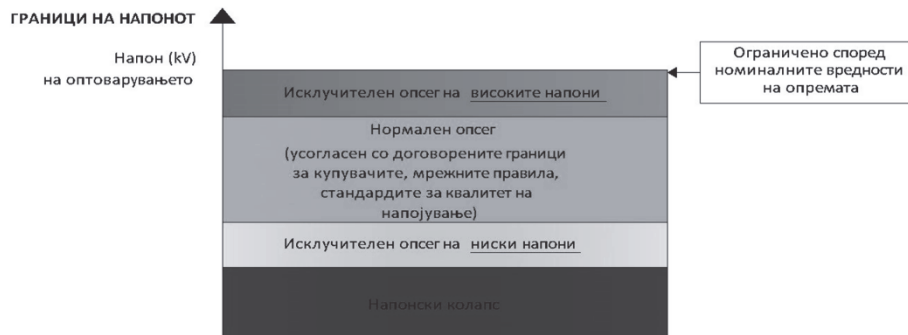 ГРАНИЦИ НА НАПОНОТ
Напон (kV)
на оптоварувањето
Ограничено според
номиналните вредности
на опремата
Исклучителен опсег на високите напони
Нормален опсег
(усогласен со договорените граници
за купувачите, мрежните правила,
стандардите за квалитет на
напојување)
Исклучителен опсег на ниски напони
Напонски колапс